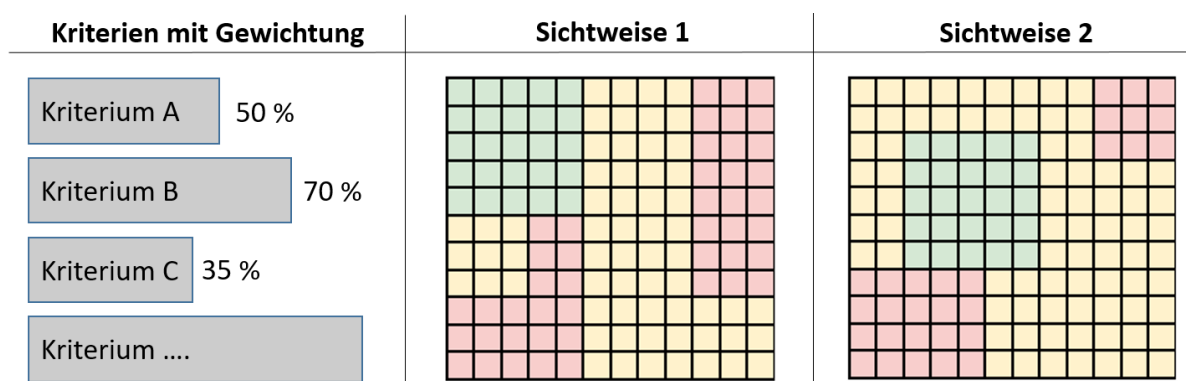 Kriterien mit Gewichtung
Sichtweise 1
Sichtweise 2
Kriterium A
50 %
Kriterium B
70 %
Kriterium C
35 %
Kriterium ....